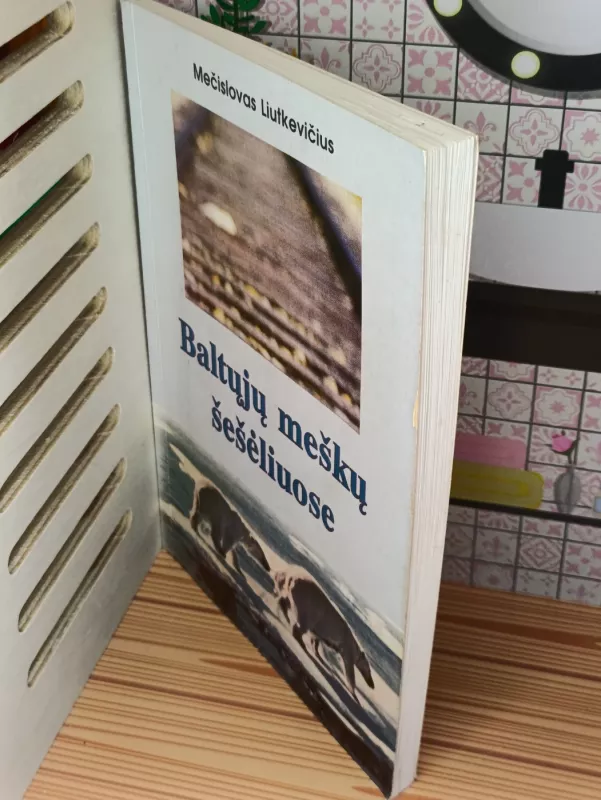 Mečislovas Liutkevičius
Baltųjų meškų
šešėliuose